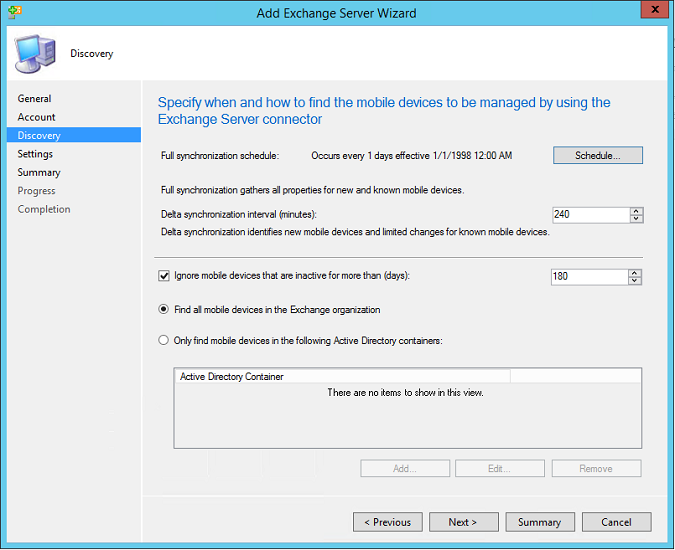 Add Exchange Server Wizard
x
Discovery
General
Account
Discovery
Settings
Summary
Progress
Completion
Specify when and how to find the mobile devices to be managed by using the
Exchange Server connector
Full synchronization schedule: Occurs every 1 days effective 1/1/1998 12:00 AM Schedule...
Full synchronization gathers all properties for new and known mobile devices.
Delta synchronization interval (minutes): 240
Delta synchronization identifies new mobile devices and limited changes for known mobile devices.
Ignore mobile devices that are inactive for more than (days): 180
Find all mobile devices in the Exchange organization
Only find mobile devices in the following Active Directory containers:
Active Directory Container
There are no items to show in this view.
Add... Edit... Remove
< Previous Next > Summary Cancel